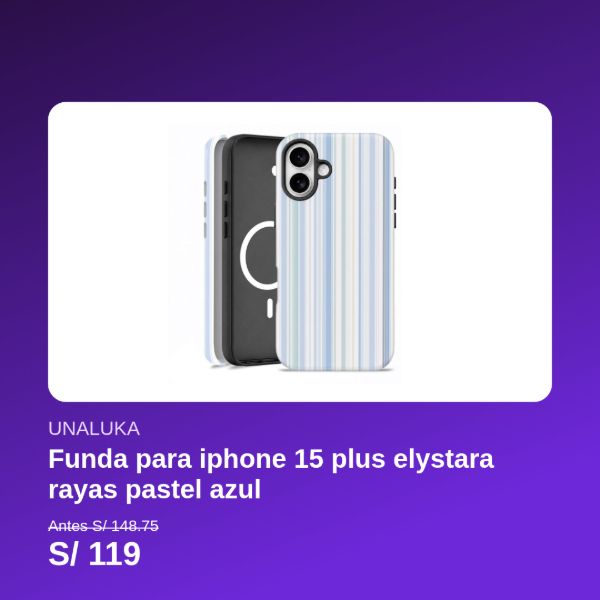 UNALUKA
Funda para iphone 15 plus elystara
rayas pastel azul
Antes S/ 148.75
S/ 119